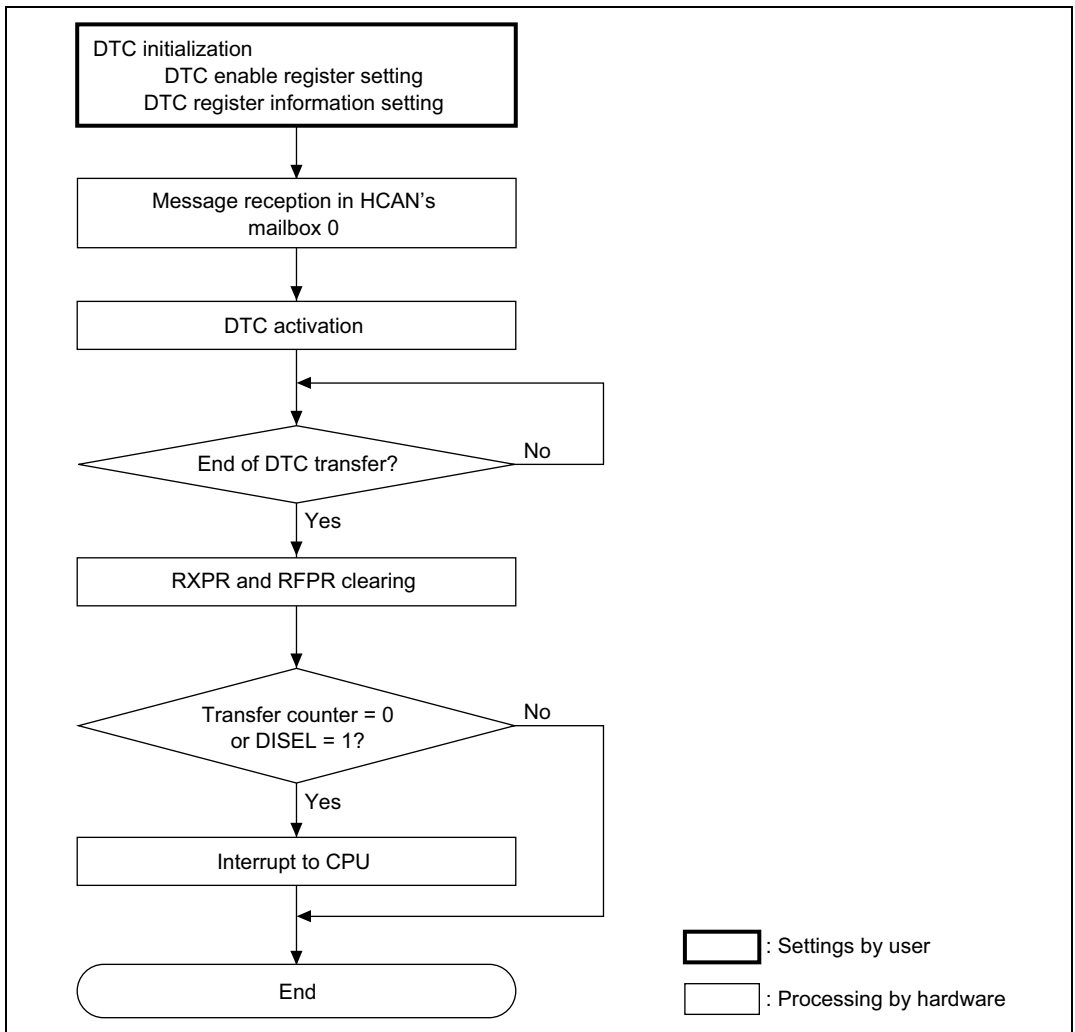 DTC initialization
DTC enable register setting
DTC register information setting
Message reception in HCAN's
mailbox 0
DTC activation
End of DTC transfer?
No
Yes
RXPR and RFPR clearing
Transfer counter = 0
or DISEL = 1?
No
Yes
Interrupt to CPU
End
: Settings by user
: Processing by hardware